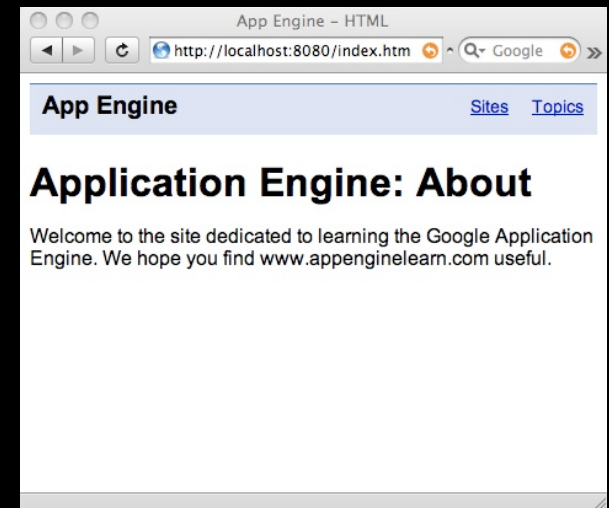 App Engine – HTML
http://localhost:8080/index.htm
Google
App Engine
Sites
Topics
Application Engine: About
Welcome to the site dedicated to learning the Google Application
Engine. We hope you find www.appenginelearn.com useful.